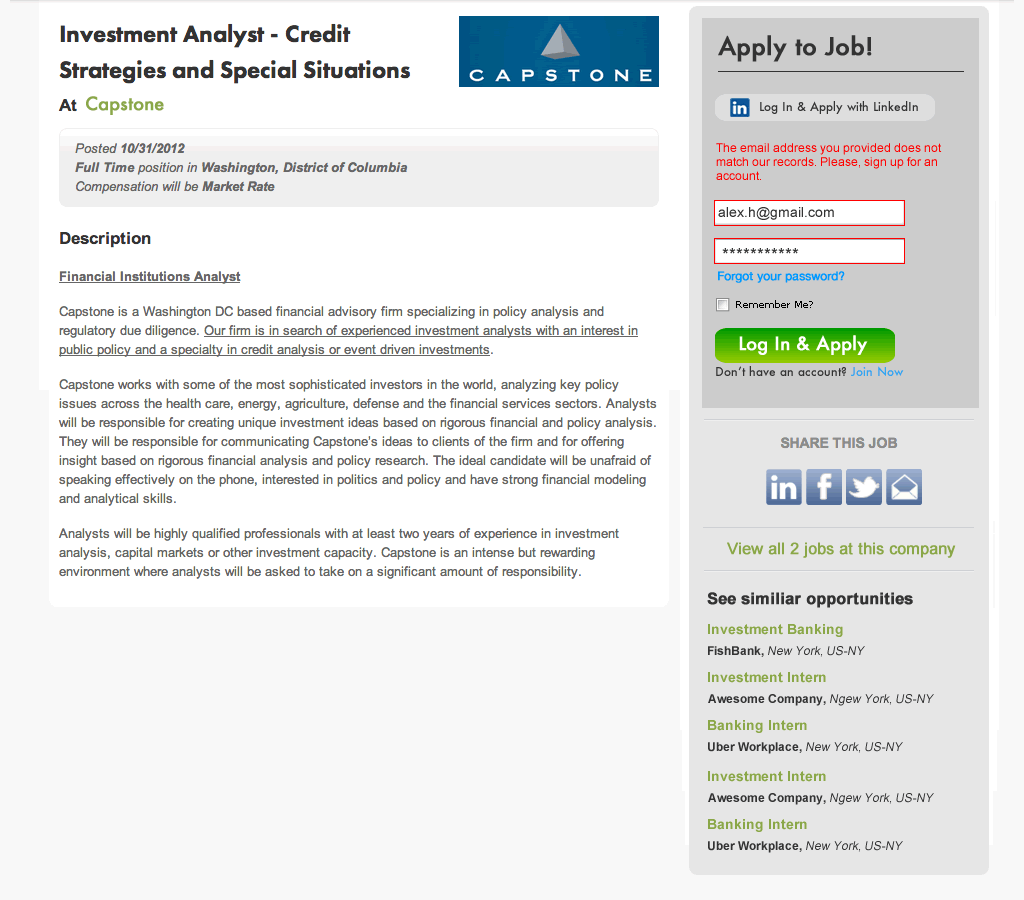 Investment Analyst - Credit
Strategies and Special Situations
At Capstone
CAPSTONE
Posted 10/31/2012
Full Time position in Washington, District of Columbia
Compensation will be Market Rate
Description
Financial Institutions Analyst
Capstone is a Washington DC based financial advisory firm specializing in policy analysis and
regulatory due diligence. Our firm is in search of experienced investment analysts with an interest in
public policy and a specialty in credit analysis or event driven investments.
Capstone works with some of the most sophisticated investors in the world, analyzing key policy
issues across the health care, energy, agriculture, defense and the financial services sectors. Analysts
will be responsible for creating unique investment ideas based on rigorous financial and policy analysis.
They will be responsible for communicating Capstone's ideas to clients of the firm and for offering
insight based on rigorous financial analysis and policy research. The ideal candidate will be unafraid of
speaking effectively on the phone, interested in politics and policy and have strong financial modeling
and analytical skills.
Analysts will be highly qualified professionals with at least two years of experience in investment
analysis, capital markets or other investment capacity. Capstone is an intense but rewarding
environment where analysts will be asked to take on a significant amount of responsibility.
Apply to Job!
in Log In & Apply with LinkedIn
The email address you provided does not
match our records. Please, sign up for an
account.
alex.h@gmail.com
***********
Forgot your password?
Remember Me?
Log In & Apply
Don't have an account? Join Now
SHARE THIS JOB
in f
View all 2 jobs at this company
See similiar opportunities
Investment Banking
FishBank, New York, US-NY
Investment Intern
Awesome Company, Ngew York, US-NY
Banking Intern
Uber Workplace, New York, US-NY
Investment Intern
Awesome Company, Ngew York, US-NY
Banking Intern
Uber Workplace, New York, US-NY